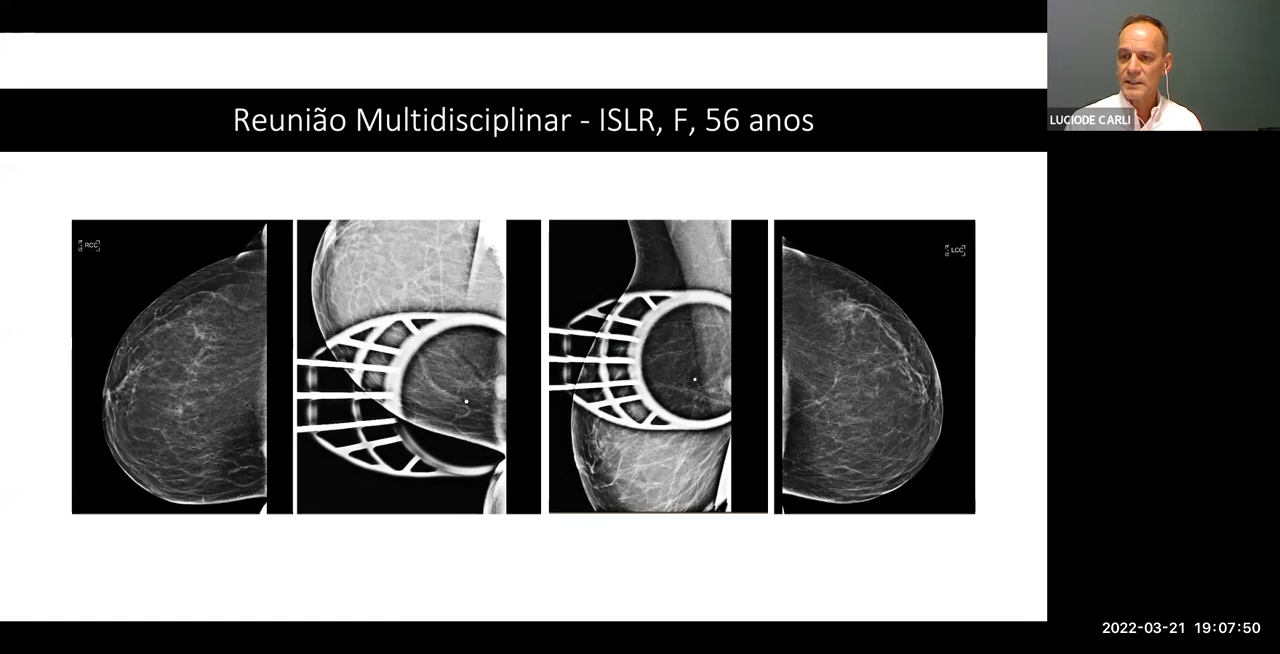 Reunião Multidisciplinar - ISLR, F, 56 anos
LUCIODE CARLI
RCC
LCC
2022-03-21 19:07:50